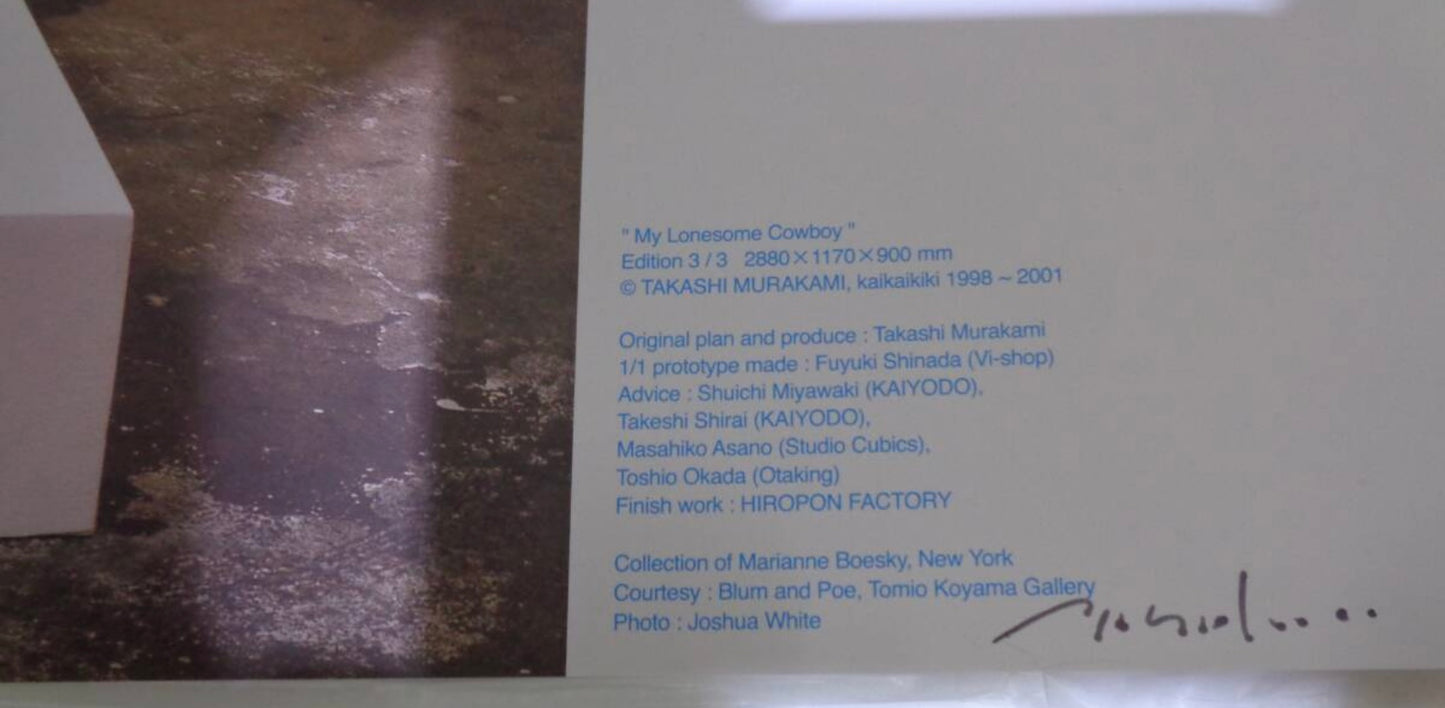 " My Lonesome Cowboy "
Edition 3 / 3 2880×1170×900 mm
© TAKASHI MURAKAMI, kaikaikiki 1998 ~ 2001
Original plan and produce : Takashi Murakami
1/1 prototype made : Fuyuki Shinada (Vi-shop)
Advice : Shuichi Miyawaki (KAIYODO),
Takeshi Shirai (KAIYODO),
Masahiko Asano (Studio Cubics),
Toshio Okada (Otaking)
Finish work : HIROPON FACTORY
Collection of Marianne Boesky, New York
Courtesy : Blum and Poe, Tomio Koyama Gallery
Photo : Joshua White